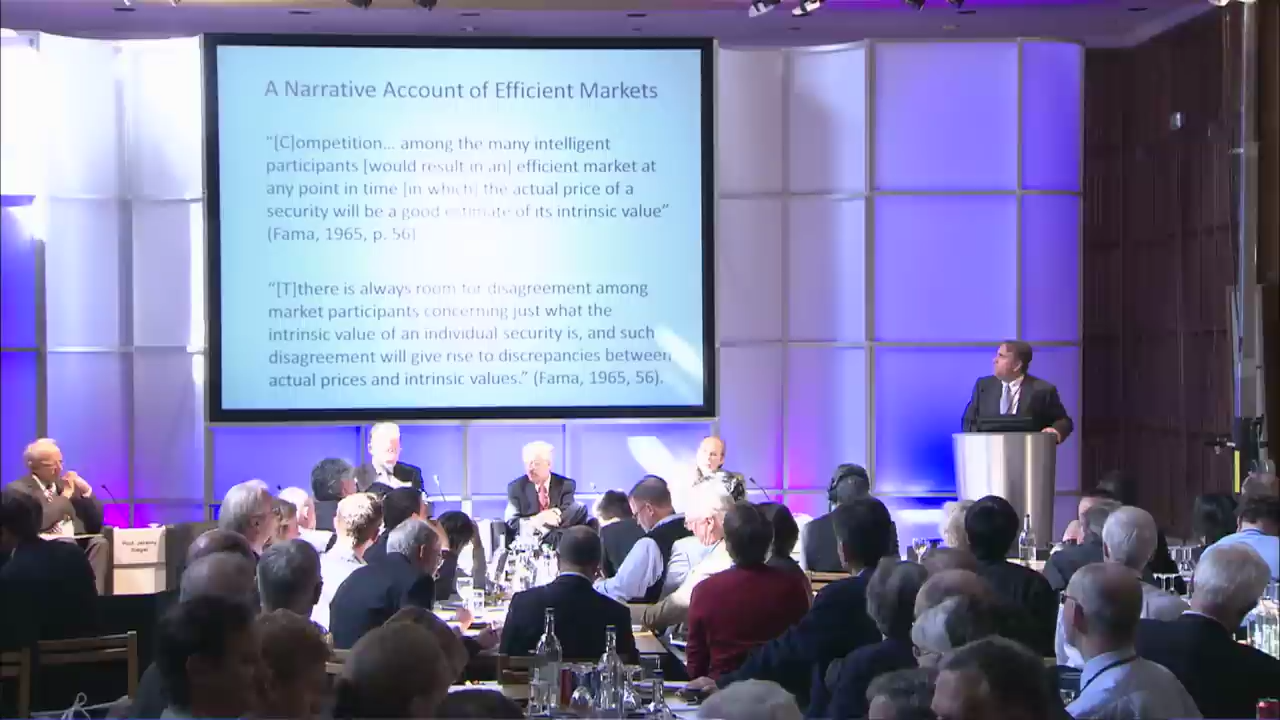 A Narrative Account of Efficient Markets
“[C]ompetition... among the many intelligent
participants [would result in an] efficient market at
any point in time [in which] the actual price of a
security will be a good estimate of its intrinsic value”
(Fama, 1965, p. 56)
“[T]there is always room for disagreement among
market participants concerning just what the
intrinsic value of an individual security is, and such
disagreement will give rise to discrepancies between
actual prices and intrinsic values.” (Fama, 1965, 56).
Prof. Jeremy
Siegel